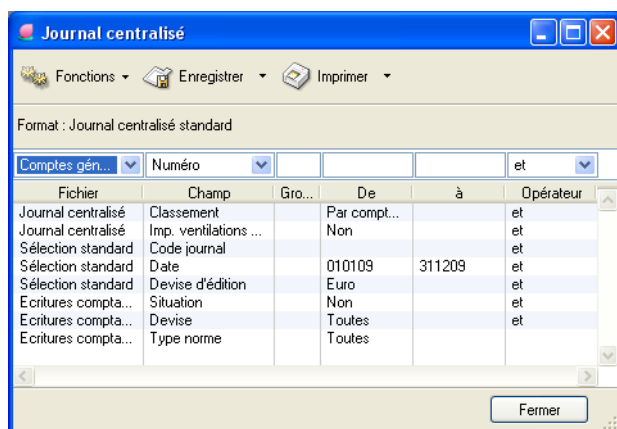 Journal centralisé
Fonctions Enregistrer Imprimer
Format : Journal centralisé standard
Comptes gén... Numéro et
Fichier Champ Gro... De à Opérateur
Journal centralisé Classement Par compt... et
Journal centralisé Imp. ventilations ... Non et
Sélection standard Code journal et
Sélection standard Date 010109 311209 et
Sélection standard Devise d'édition Euro et
Ecritures compta... Situation Non et
Ecritures compta... Devise Toutes et
Ecritures compta... Type norme Toutes
Fermer